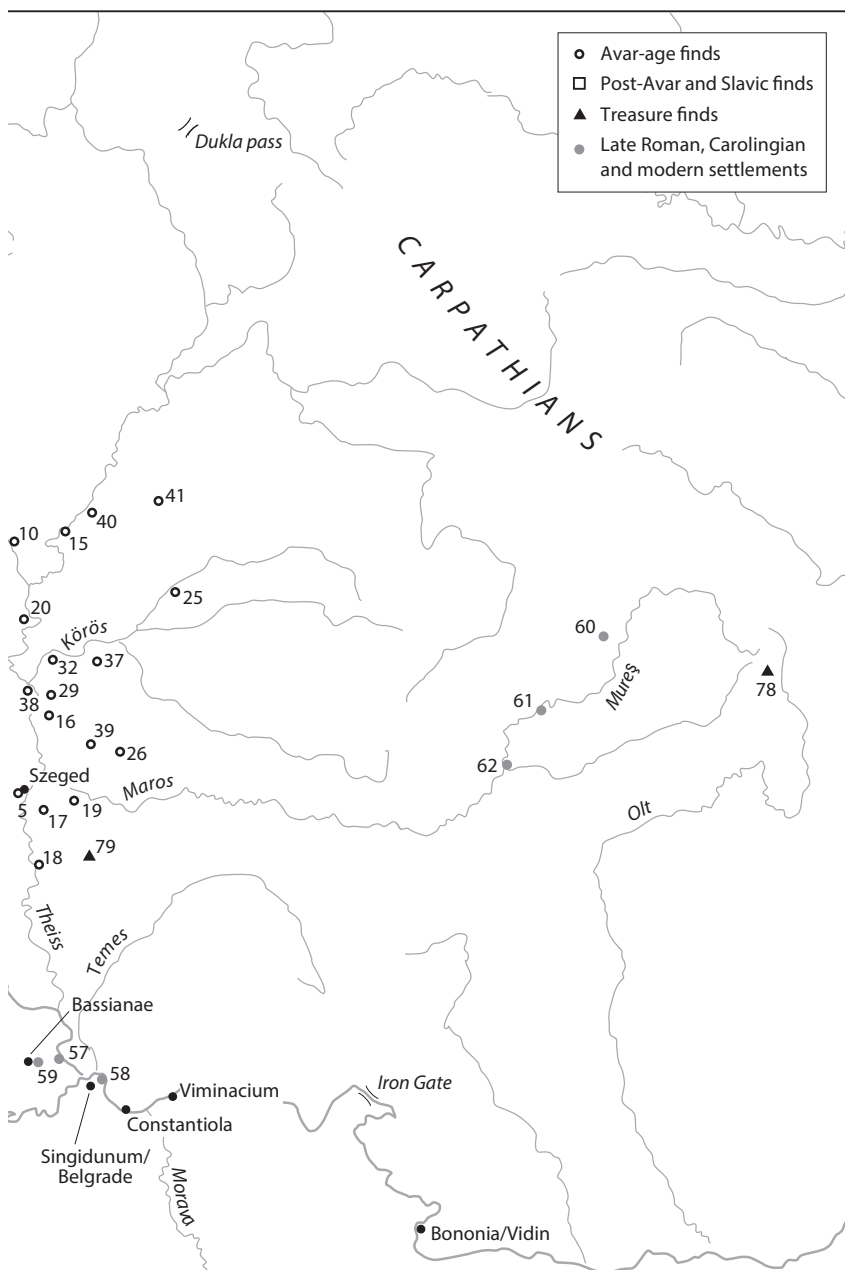 Avar-age finds
Post-Avar and Slavic finds
Treasure finds
Late Roman, Carolingian
and modern settlements
Dukla pass
CARPATHIANS
41
40
10
15
25
20
Körös
60
32
37
78
38
29
Mureş
16
61
39
26
62
Szeged
Maros
5
19
17
Olt
79
18
Theiss
Temes
Bassianae
57
59
58
Iron Gate
Viminacium
Constantiola
Singidunum/
Belgrade
Morava
Bononia/Vidin